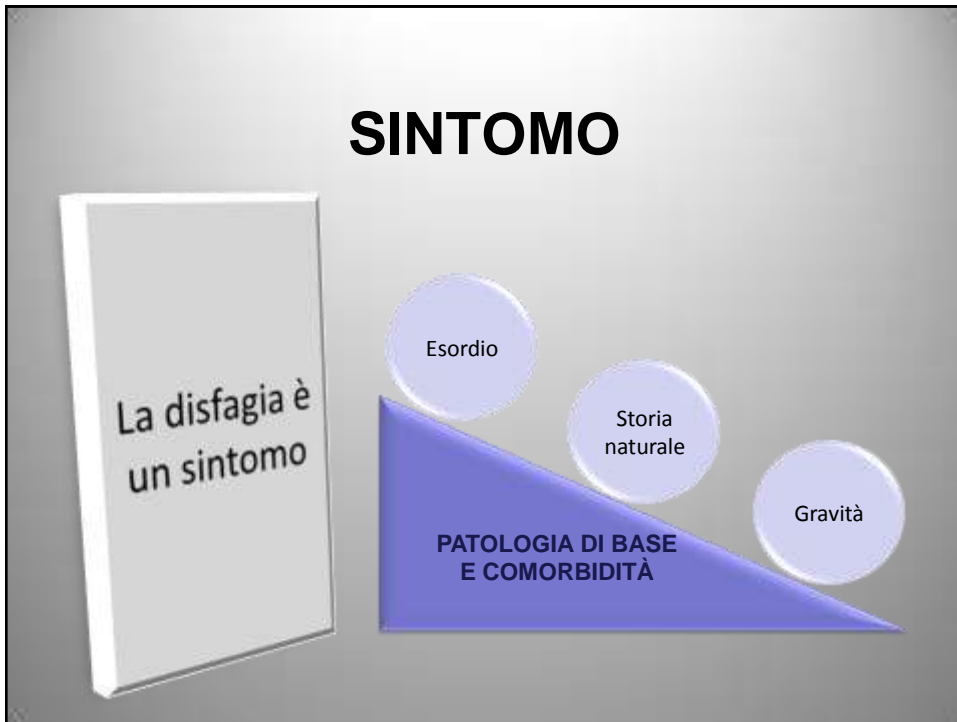 SINTOMO
La disfagia è
un sintomo
Esordio
Storia
naturale
Gravità
PATOLOGIA DI BASE
E COMORBIDITÀ